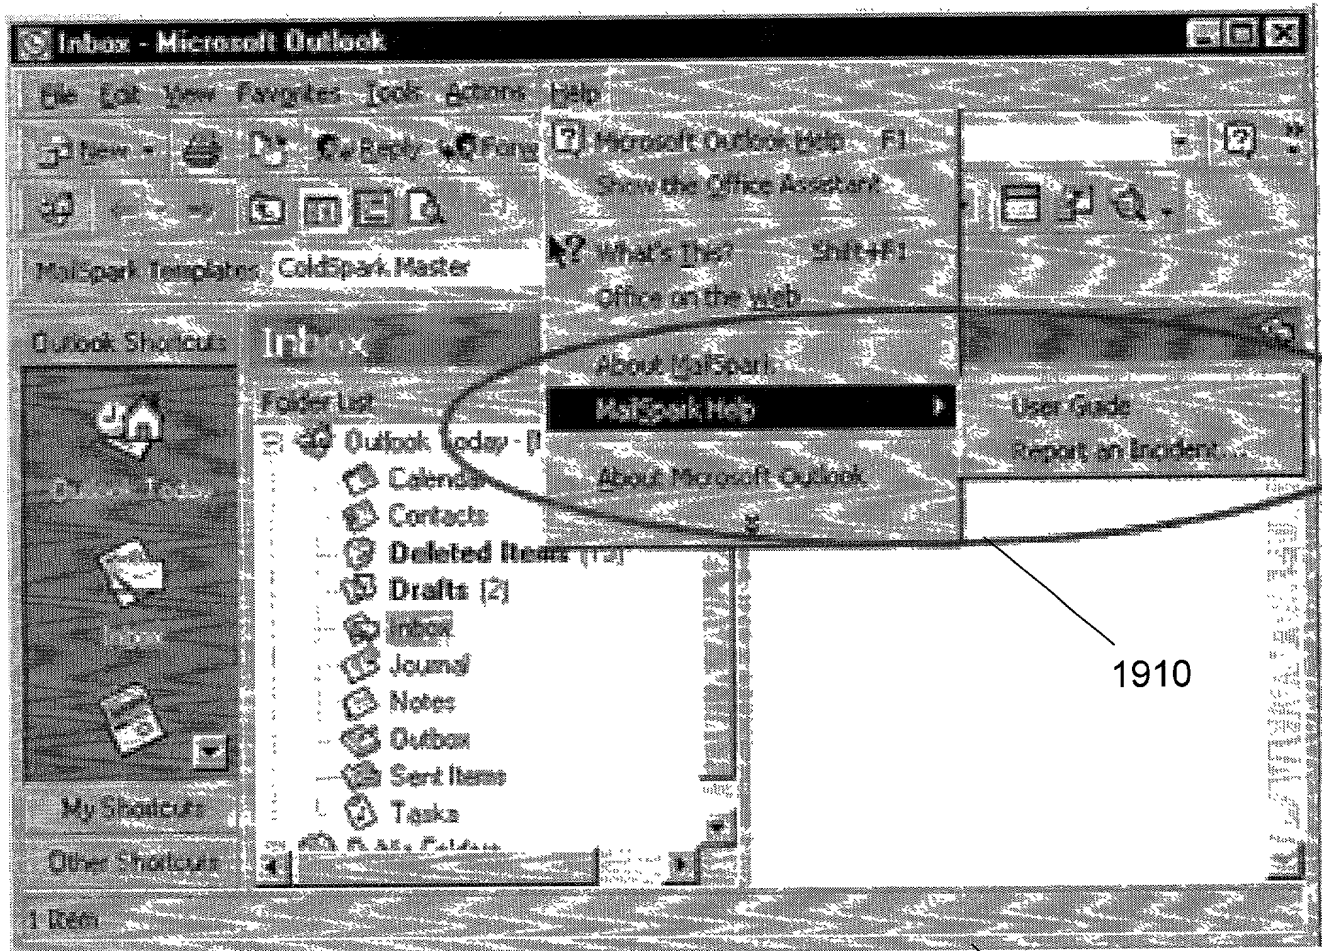 Inbox - Microsoft Outlook
File Edit View Favorites Tools Actions Help
New Reply Forw
MailSpark Templates ColdSpark Master
Microsoft Outlook Help F1
Show the Office Assistant
What's This? Shift+F1
Office on the Web
About MailSpark
MailSpark Help
About Microsoft Outlook
User Guide
Report an Incident...
Outlook Shortcuts
Inbox
My Shortcuts
Other Shortcuts
Inbox
Folder List
Outlook Today - [
Calendar
Contacts
Deleted Items
Drafts [2]
Inbox
Journal
Notes
Outbox
Sent Items
Tasks
1910
1 Item